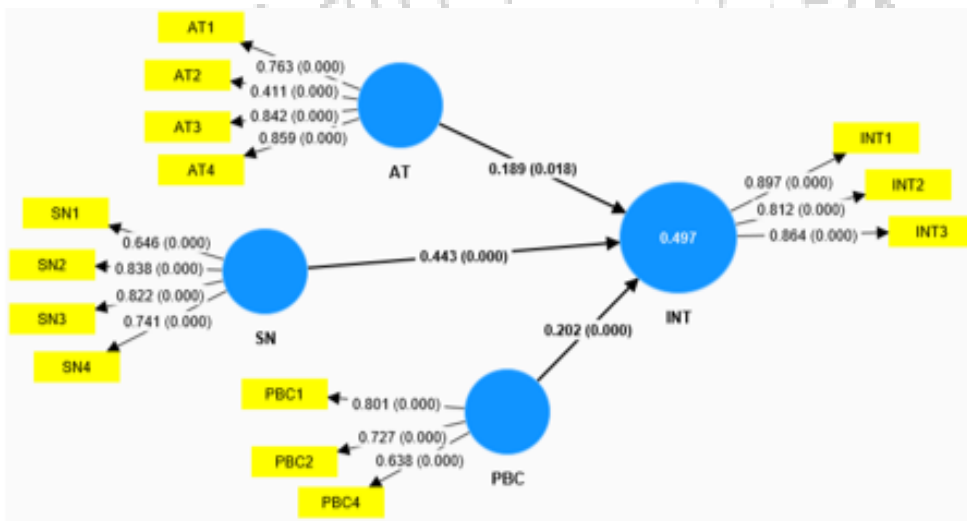 AT1
0.763 (0.000)
AT2
0.411 (0.000)
AT3
0.842 (0.000)
AT4
0.859 (0.000)
AT
0.189 (0.018)
SN1
0.646 (0.000)
SN2
0.838 (0.000)
SN3
0.822 (0.000)
SN4
0.741 (0.000)
SN
0.443 (0.000)
PBC1
0.801 (0.000)
PBC2
0.727 (0.000)
PBC4
0.638 (0.000)
PBC
0.202 (0.000)
0.497
INT
INT1
0.897 (0.000)
INT2
0.812 (0.000)
INT3
0.864 (0.000)